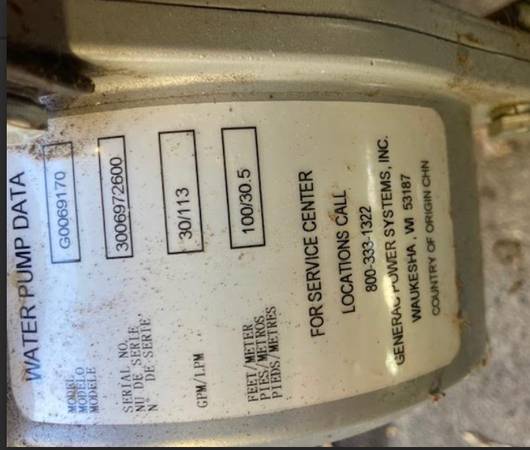 WATER PUMP DATA
MODEL
MODELO
MODELE
G0069170
SERIAL NO.
NU DE SERIE
N° DE SERIE
3006972600
GPM/LPM
30/113
FEET/METER
PIES/METROS
PIEDS/METRES
100/30.5
FOR SERVICE CENTER
LOCATIONS CALL
800-333-1322
GENERAC POWER SYSTEMS, INC.
WAUKESHA , WI 53187
COUNTRY OF ORIGIN CHN